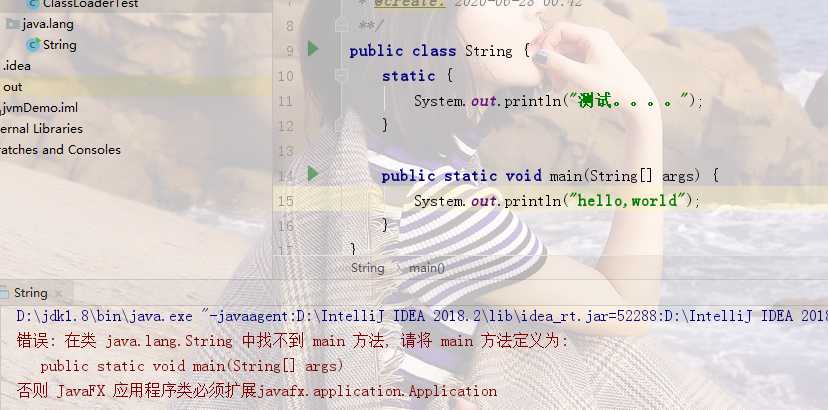 ClassLoaderTest
java.lang
String
.idea
out
jvmDemo.iml
ernal Libraries
ratches and Consoles
7 * @create: 2020-06-28 00:42
8 **/
9 public class String {
10 static {
11 System.out.println("测试。。。。");
12 }
13
14 public static void main(String[] args) {
15 System.out.println("hello,world");
16 }
17 }
String main()
String
D:\jdk1.8\bin\java.exe "-javaagent:D:\IntelliJ IDEA 2018.2\lib\idea_rt.jar=52288:D:\IntelliJ IDEA 2018
错误: 在类 java.lang.String 中找不到 main 方法, 请将 main 方法定义为:
public static void main(String[] args)
否则 JavaFX 应用程序类必须扩展javafx.application.Application